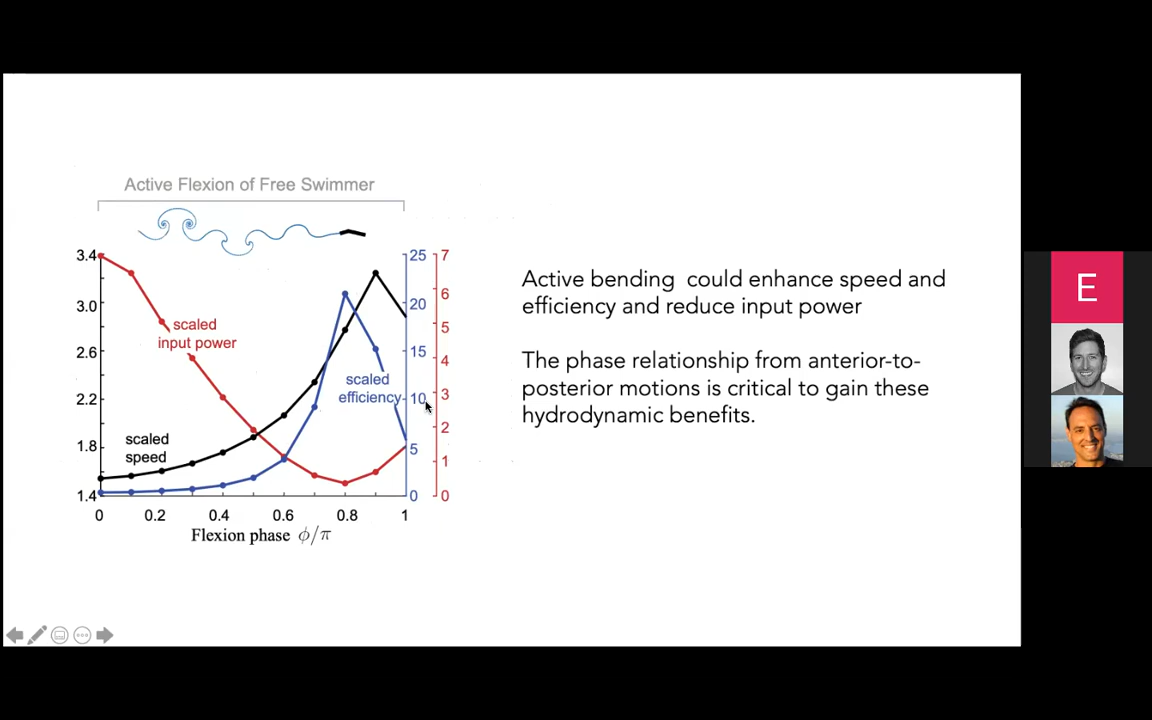 Active Flexion of Free Swimmer
3.4
3.0
2.6
2.2
1.8
1.4
25
20
15
10
5
0
7
6
5
4
3
2
1
0
scaled
input power
scaled
efficiency
scaled
speed
0 0.2 0.4 0.6 0.8 1
Flexion phase ϕ/π
Active bending could enhance speed and
efficiency and reduce input power
The phase relationship from anterior-to-
posterior motions is critical to gain these
hydrodynamic benefits.
E